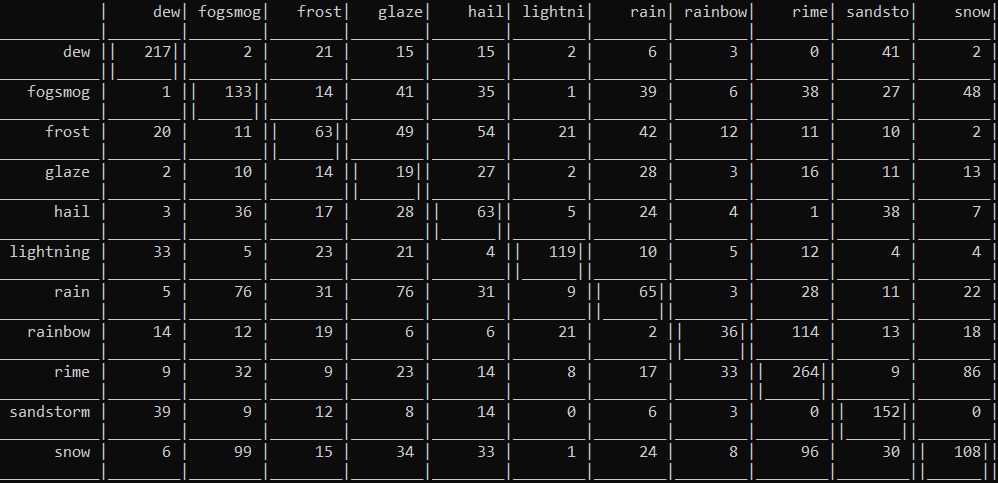 | dew| fogsmog| frost| glaze| hail| lightni| rain| rainbow| rime| sandsto| snow|
dew || 217|| 2 | 21 | 15 | 15 | 2 | 6 | 3 | 0 | 41 | 2 |
fogsmog | 1 || 133|| 14 | 41 | 35 | 1 | 39 | 6 | 38 | 27 | 48 |
frost | 20 | 11 || 63|| 49 | 54 | 21 | 42 | 12 | 11 | 10 | 2 |
glaze | 2 | 10 | 14 || 19|| 27 | 2 | 28 | 3 | 16 | 11 | 13 |
hail | 3 | 36 | 17 | 28 || 63|| 5 | 24 | 4 | 1 | 38 | 7 |
lightning | 33 | 5 | 23 | 21 | 4 || 119|| 10 | 5 | 12 | 4 | 4 |
rain | 5 | 76 | 31 | 76 | 31 | 9 || 65|| 3 | 28 | 11 | 22 |
rainbow | 14 | 12 | 19 | 6 | 6 | 21 | 2 || 36|| 114 | 13 | 18 |
rime | 9 | 32 | 9 | 23 | 14 | 8 | 17 | 33 || 264|| 9 | 86 |
sandstorm | 39 | 9 | 12 | 8 | 14 | 0 | 6 | 3 | 0 || 152|| 0 |
snow | 6 | 99 | 15 | 34 | 33 | 1 | 24 | 8 | 96 | 30 || 108||